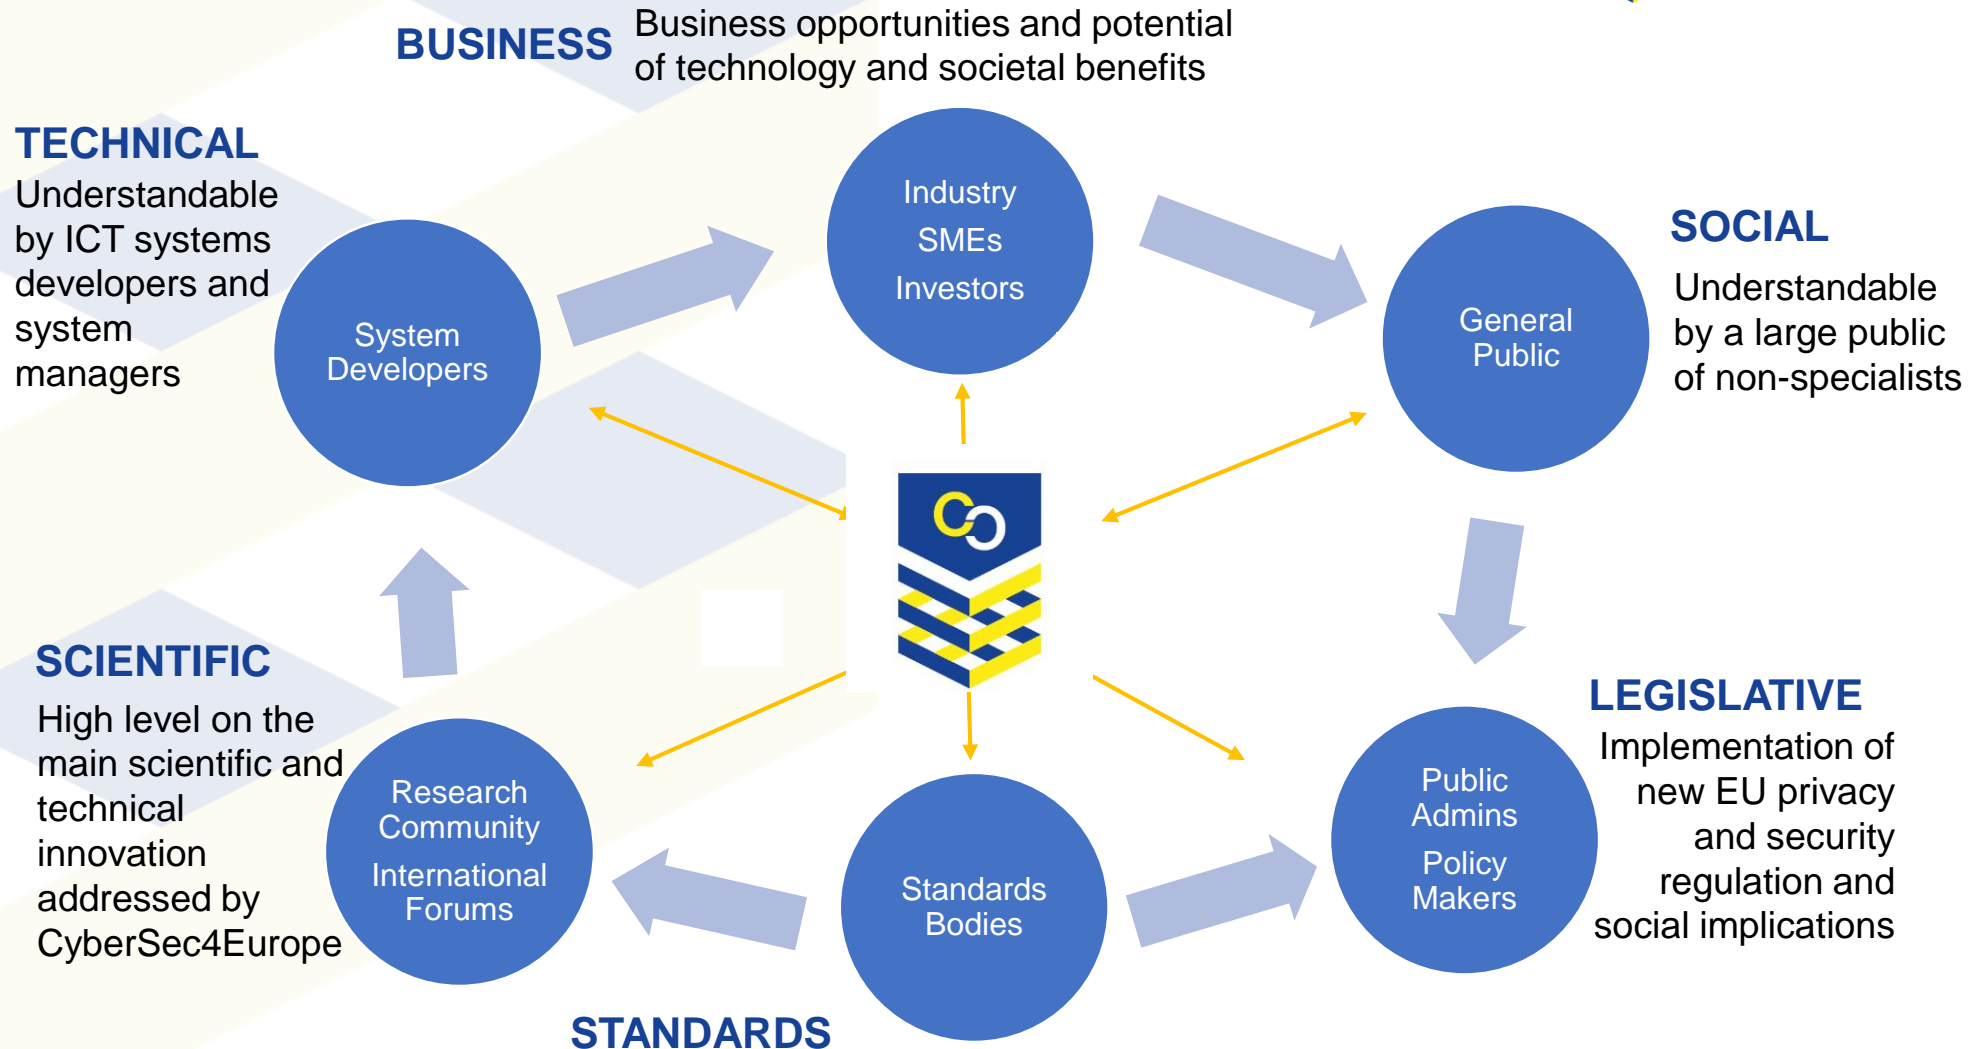 BUSINESS
Business opportunities and potential
of technology and societal benefits
TECHNICAL
Understandable
by ICT systems
developers and
system
managers
System
Developers
Industry
SMEs
Investors
General
Public
SOCIAL
Understandable
by a large public
of non-specialists
SCIENTIFIC
High level on the
main scientific and
technical
innovation
addressed by
CyberSec4Europe
Research
Community
International
Forums
Standards
Bodies
STANDARDS
Public
Admins
Policy
Makers
LEGISLATIVE
Implementation of
new EU privacy
and security
regulation and
social implications